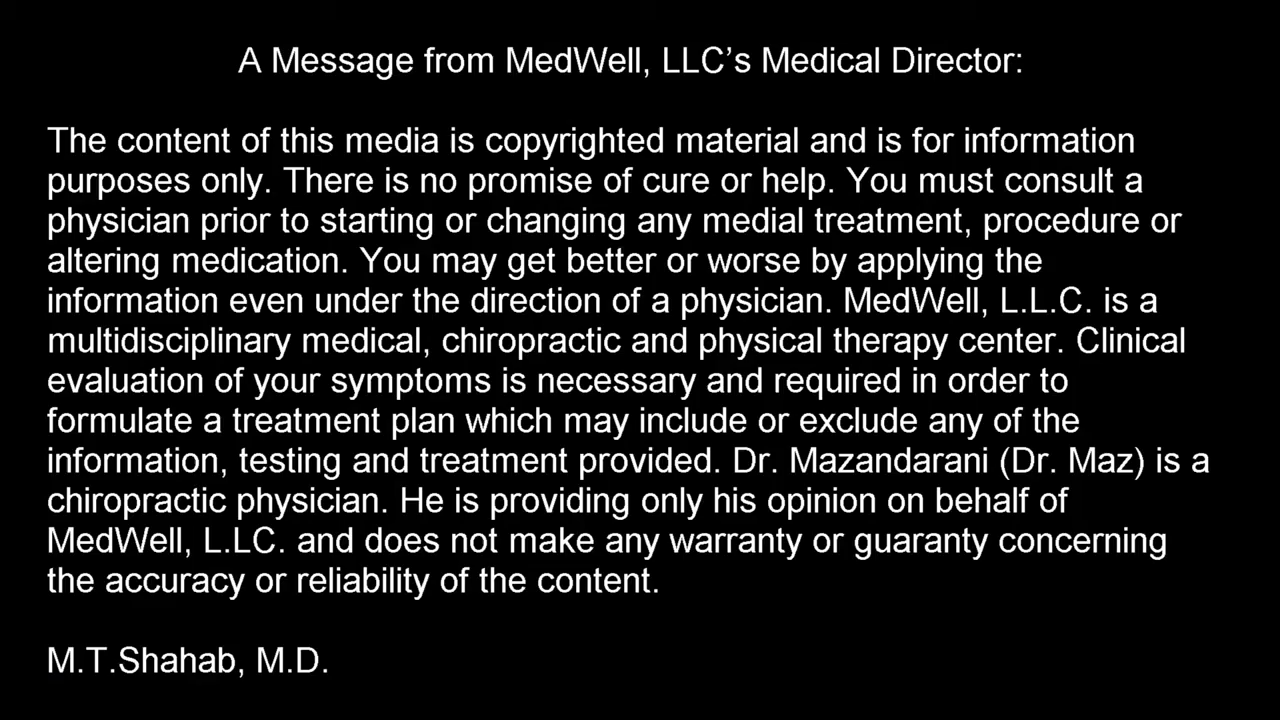 A Message from MedWell, LLC’s Medical Director:
The content of this media is copyrighted material and is for information
purposes only. There is no promise of cure or help. You must consult a
physician prior to starting or changing any medial treatment, procedure or
altering medication. You may get better or worse by applying the
information even under the direction of a physician. MedWell, L.L.C. is a
multidisciplinary medical, chiropractic and physical therapy center. Clinical
evaluation of your symptoms is necessary and required in order to
formulate a treatment plan which may include or exclude any of the
information, testing and treatment provided. Dr. Mazandarani (Dr. Maz) is a
chiropractic physician. He is providing only his opinion on behalf of
MedWell, L.LC. and does not make any warranty or guaranty concerning
the accuracy or reliability of the content.
M.T.Shahab, M.D.